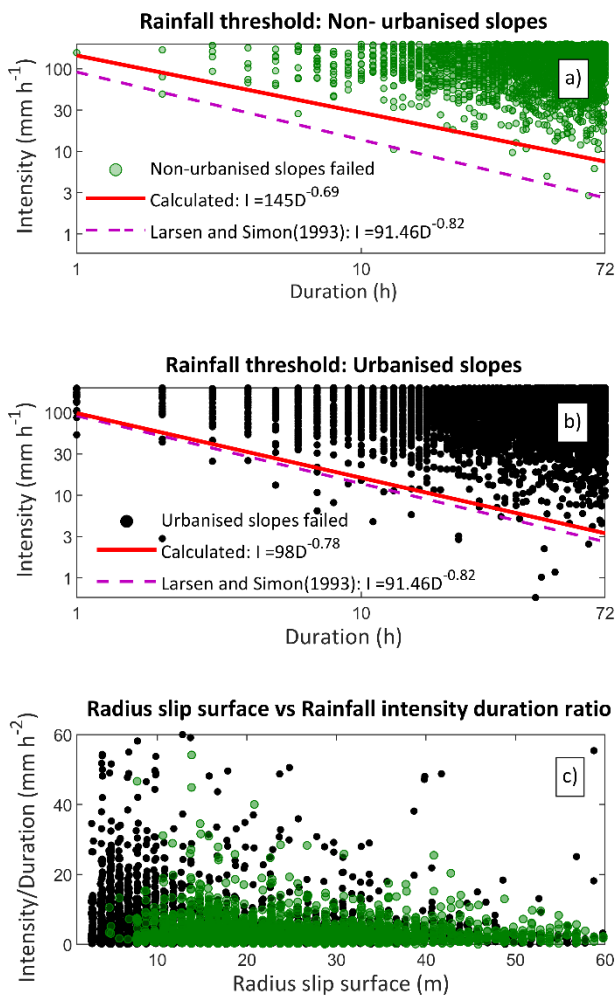 Rainfall threshold: Non- urbanised slopes
Intensity (mm h-1)
100
30
10
3
1
a)
Non-urbanised slopes failed
Calculated: I =145D-0.69
Larsen and Simon(1993): I =91.46D-0.82
1
10
72
Duration (h)
Rainfall threshold: Urbanised slopes
Intensity (mm h-1)
100
30
10
3
1
b)
Urbanised slopes failed
Calculated: I =98D-0.78
Larsen and Simon(1993): I =91.46D-0.82
1
10
72
Duration (h)
Radius slip surface vs Rainfall intensity duration ratio
Intensity/Duration (mm h-2)
60
40
20
0
c)
10
20
30
40
50
60
Radius slip surface (m)